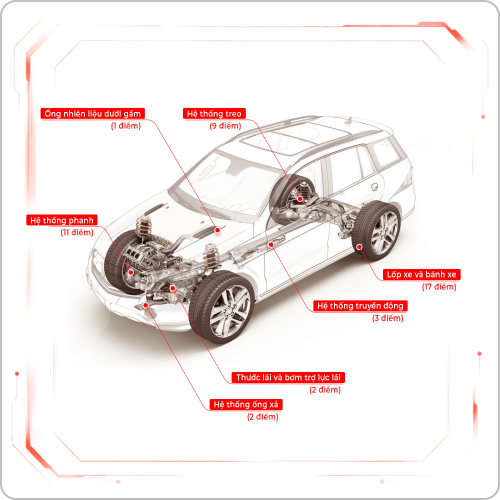 Ống nhiên liệu dưới gầm
(1 điểm)
Hệ thống treo
(9 điểm)
Hệ thống phanh
(11 điểm)
Lốp xe và bánh xe
(17 điểm)
Hệ thống truyền động
(3 điểm)
Thước lái và bơm trợ lực lái
(2 điểm)
Hệ thống ống xả
(2 điểm)